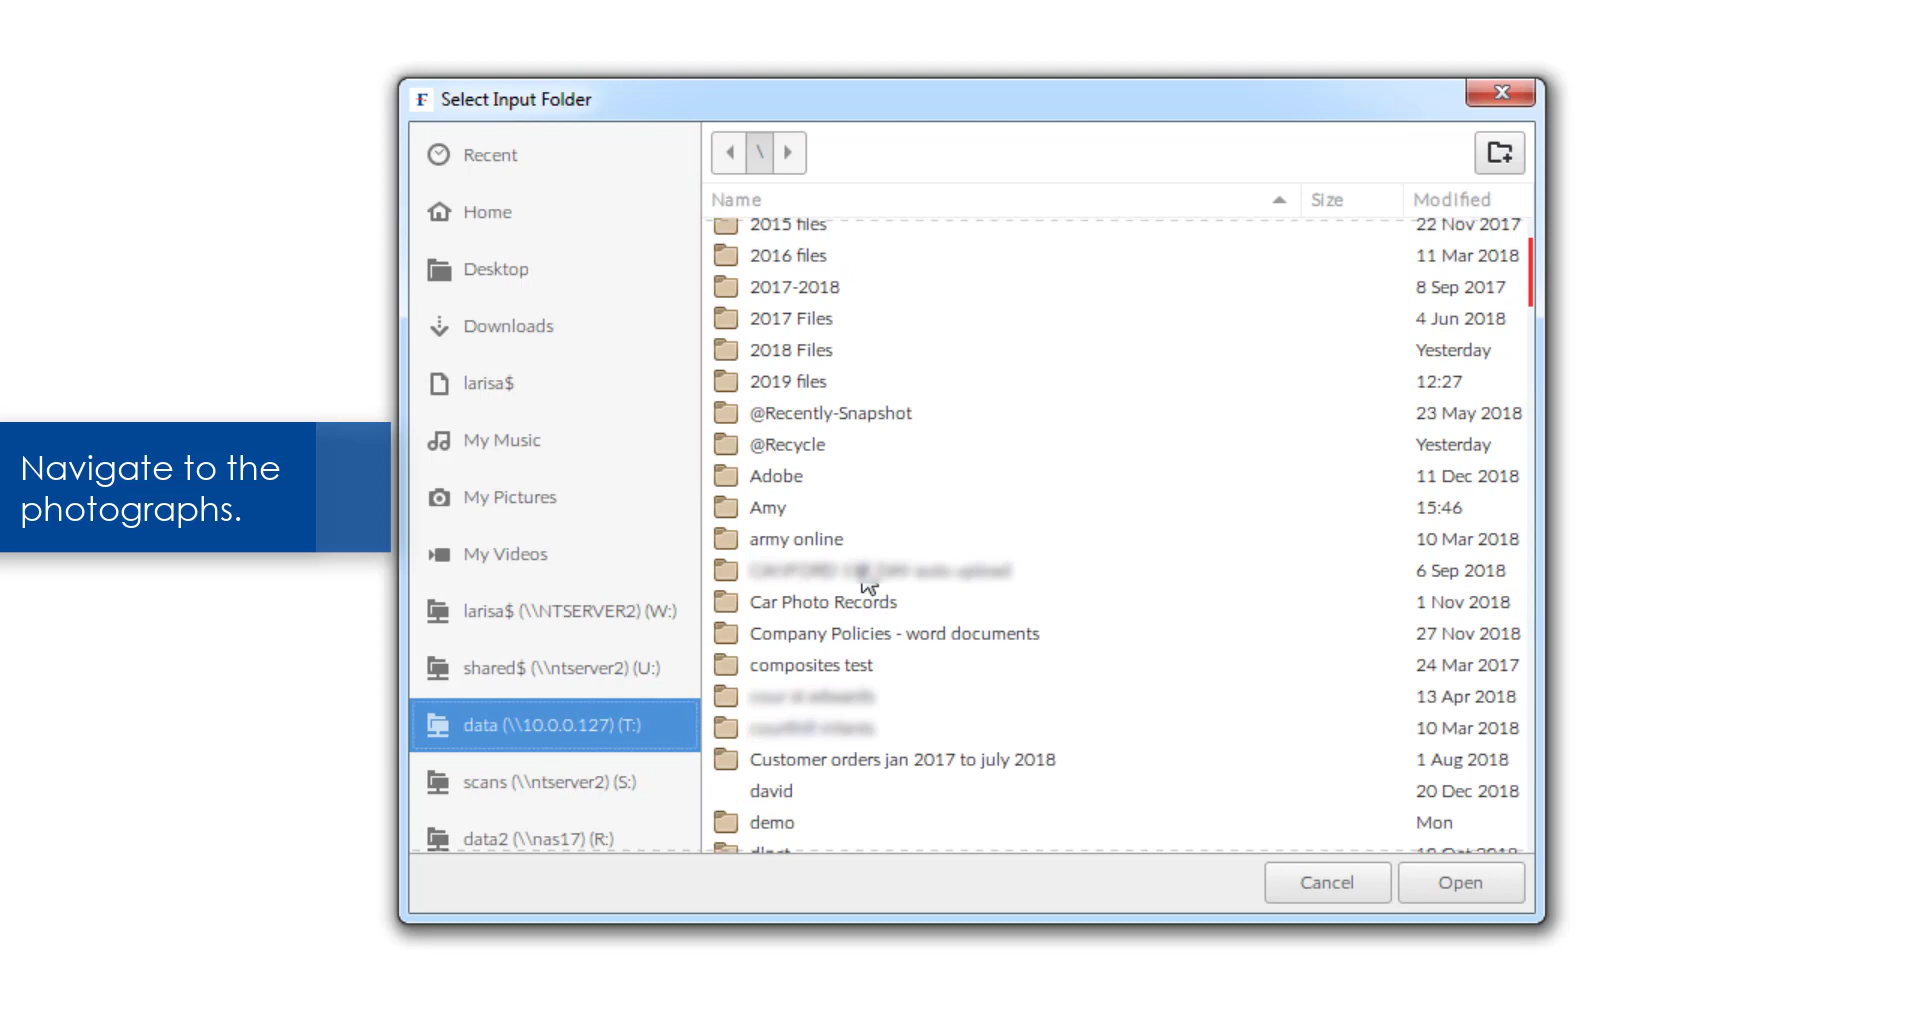 Select Input Folder
Recent
Home
Desktop
Downloads
larisa$
My Music
My Pictures
My Videos
larisa$ (\\NTSERVER2) (W:)
shared$ (\\ntserver2) (U:)
data (\\10.0.0.127) (T:)
scans (\\ntserver2) (S:)
data2 (\\nas17) (R:)
\
Name Size Modified
2015 files 22 Nov 2017
2016 files 11 Mar 2018
2017-2018 8 Sep 2017
2017 Files 4 Jun 2018
2018 Files Yesterday
2019 files 12:27
@Recently-Snapshot 23 May 2018
@Recycle Yesterday
Adobe 11 Dec 2018
Amy 15:46
army online 10 Mar 2018
6 Sep 2018
Car Photo Records 1 Nov 2018
Company Policies - word documents 27 Nov 2018
composites test 24 Mar 2017
13 Apr 2018
10 Mar 2018
Customer orders jan 2017 to july 2018 1 Aug 2018
david 20 Dec 2018
demo Mon
Cancel Open
Navigate to the
photographs.